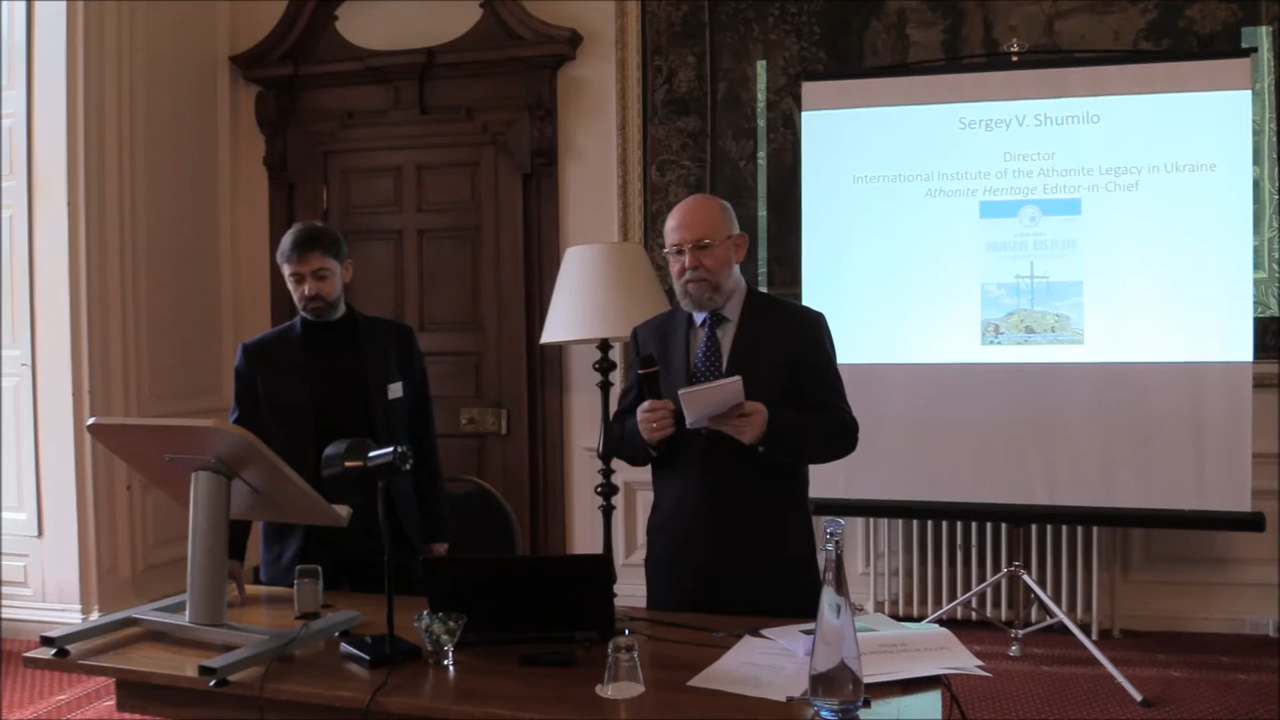 Sergey V. Shumilo
Director
International Institute of the Athonite Legacy in Ukraine
Athonite Heritage Editor-in-Chief